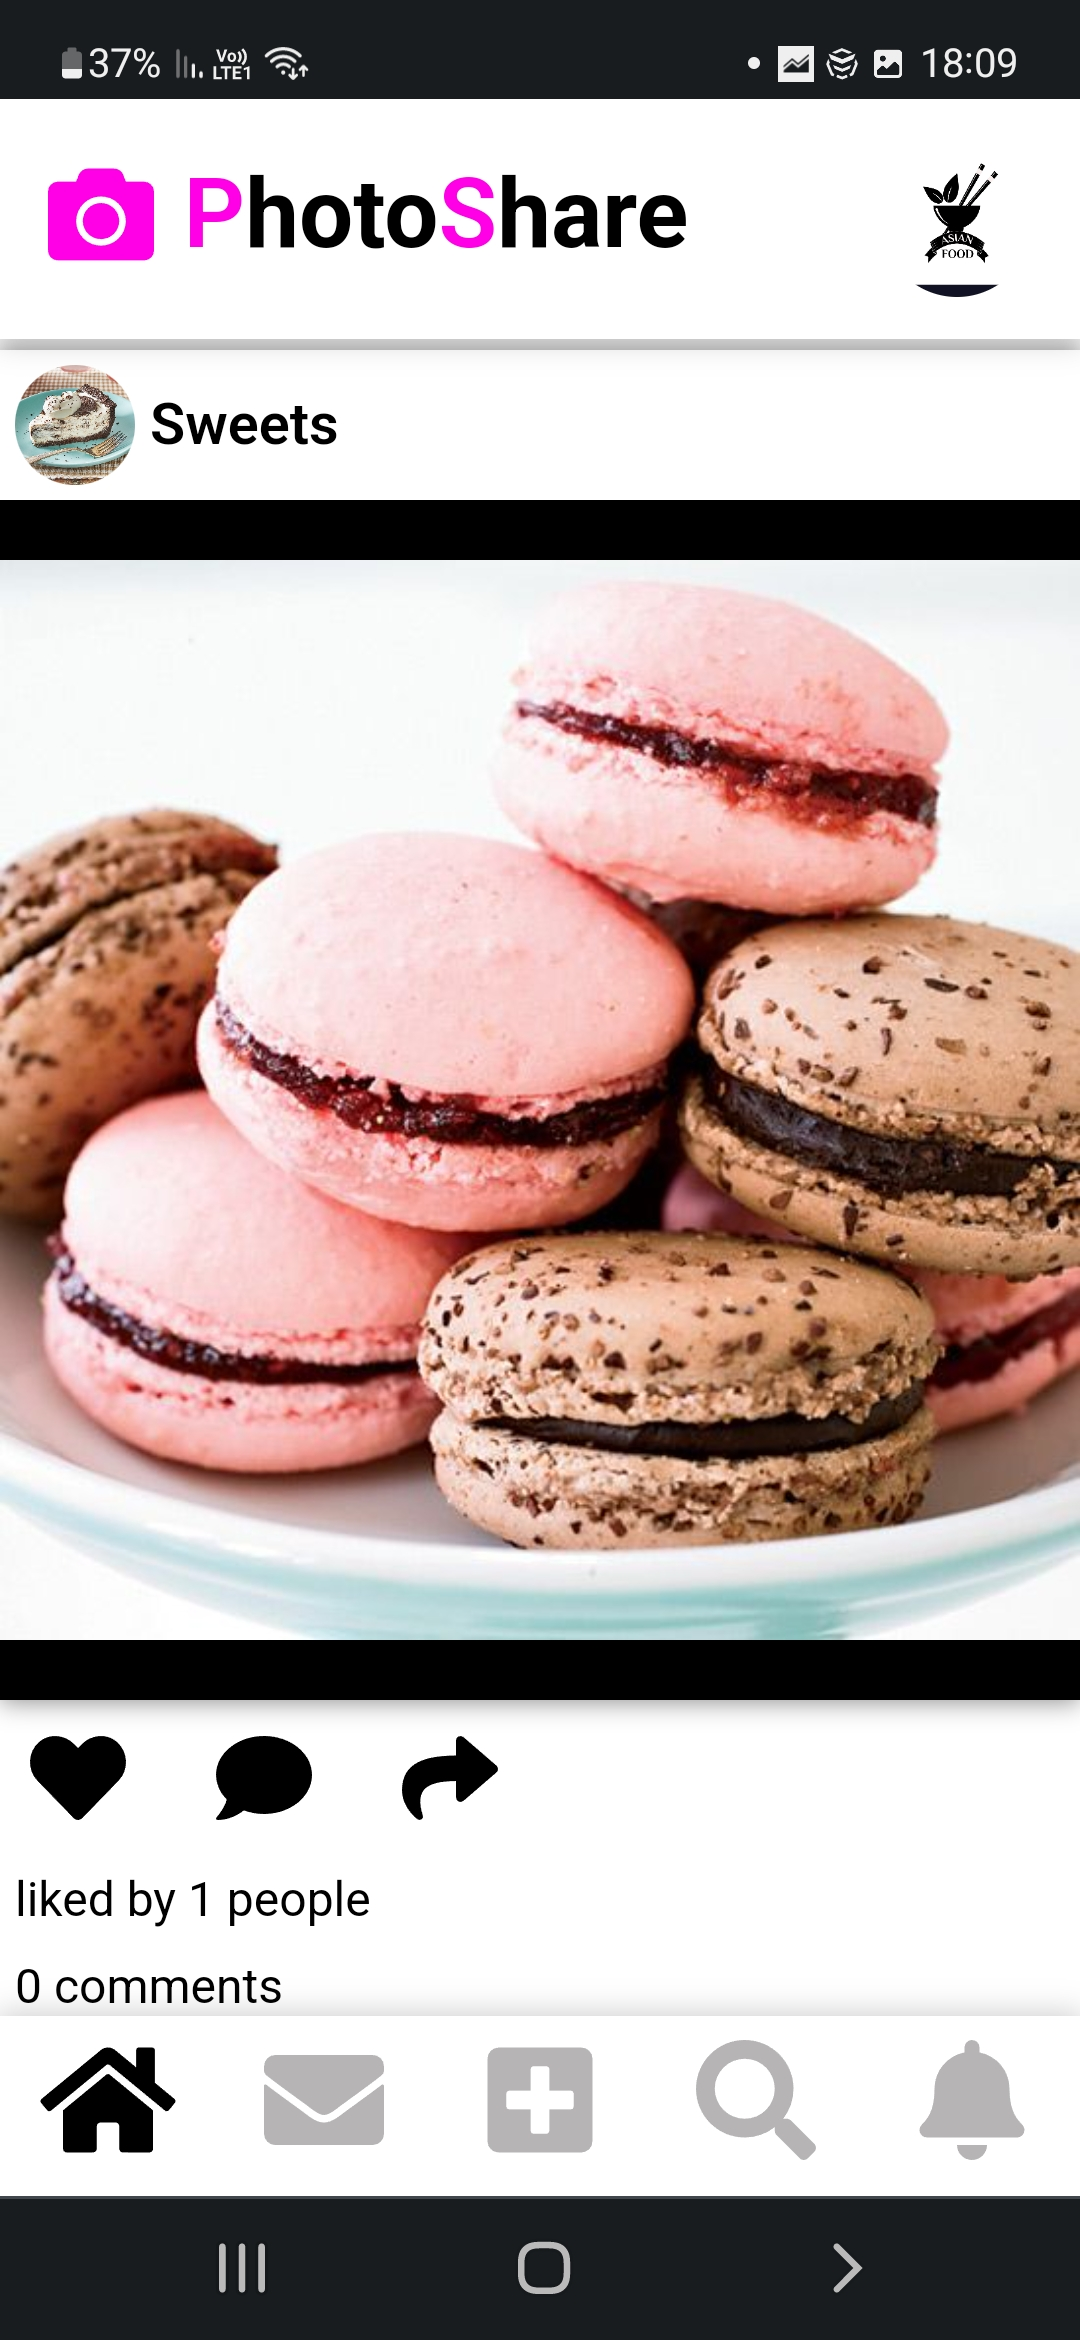 37% Vo)) LTE1 18:09
PhotoShare
ASIAN
FOOD
Sweets
liked by 1 people
0 comments